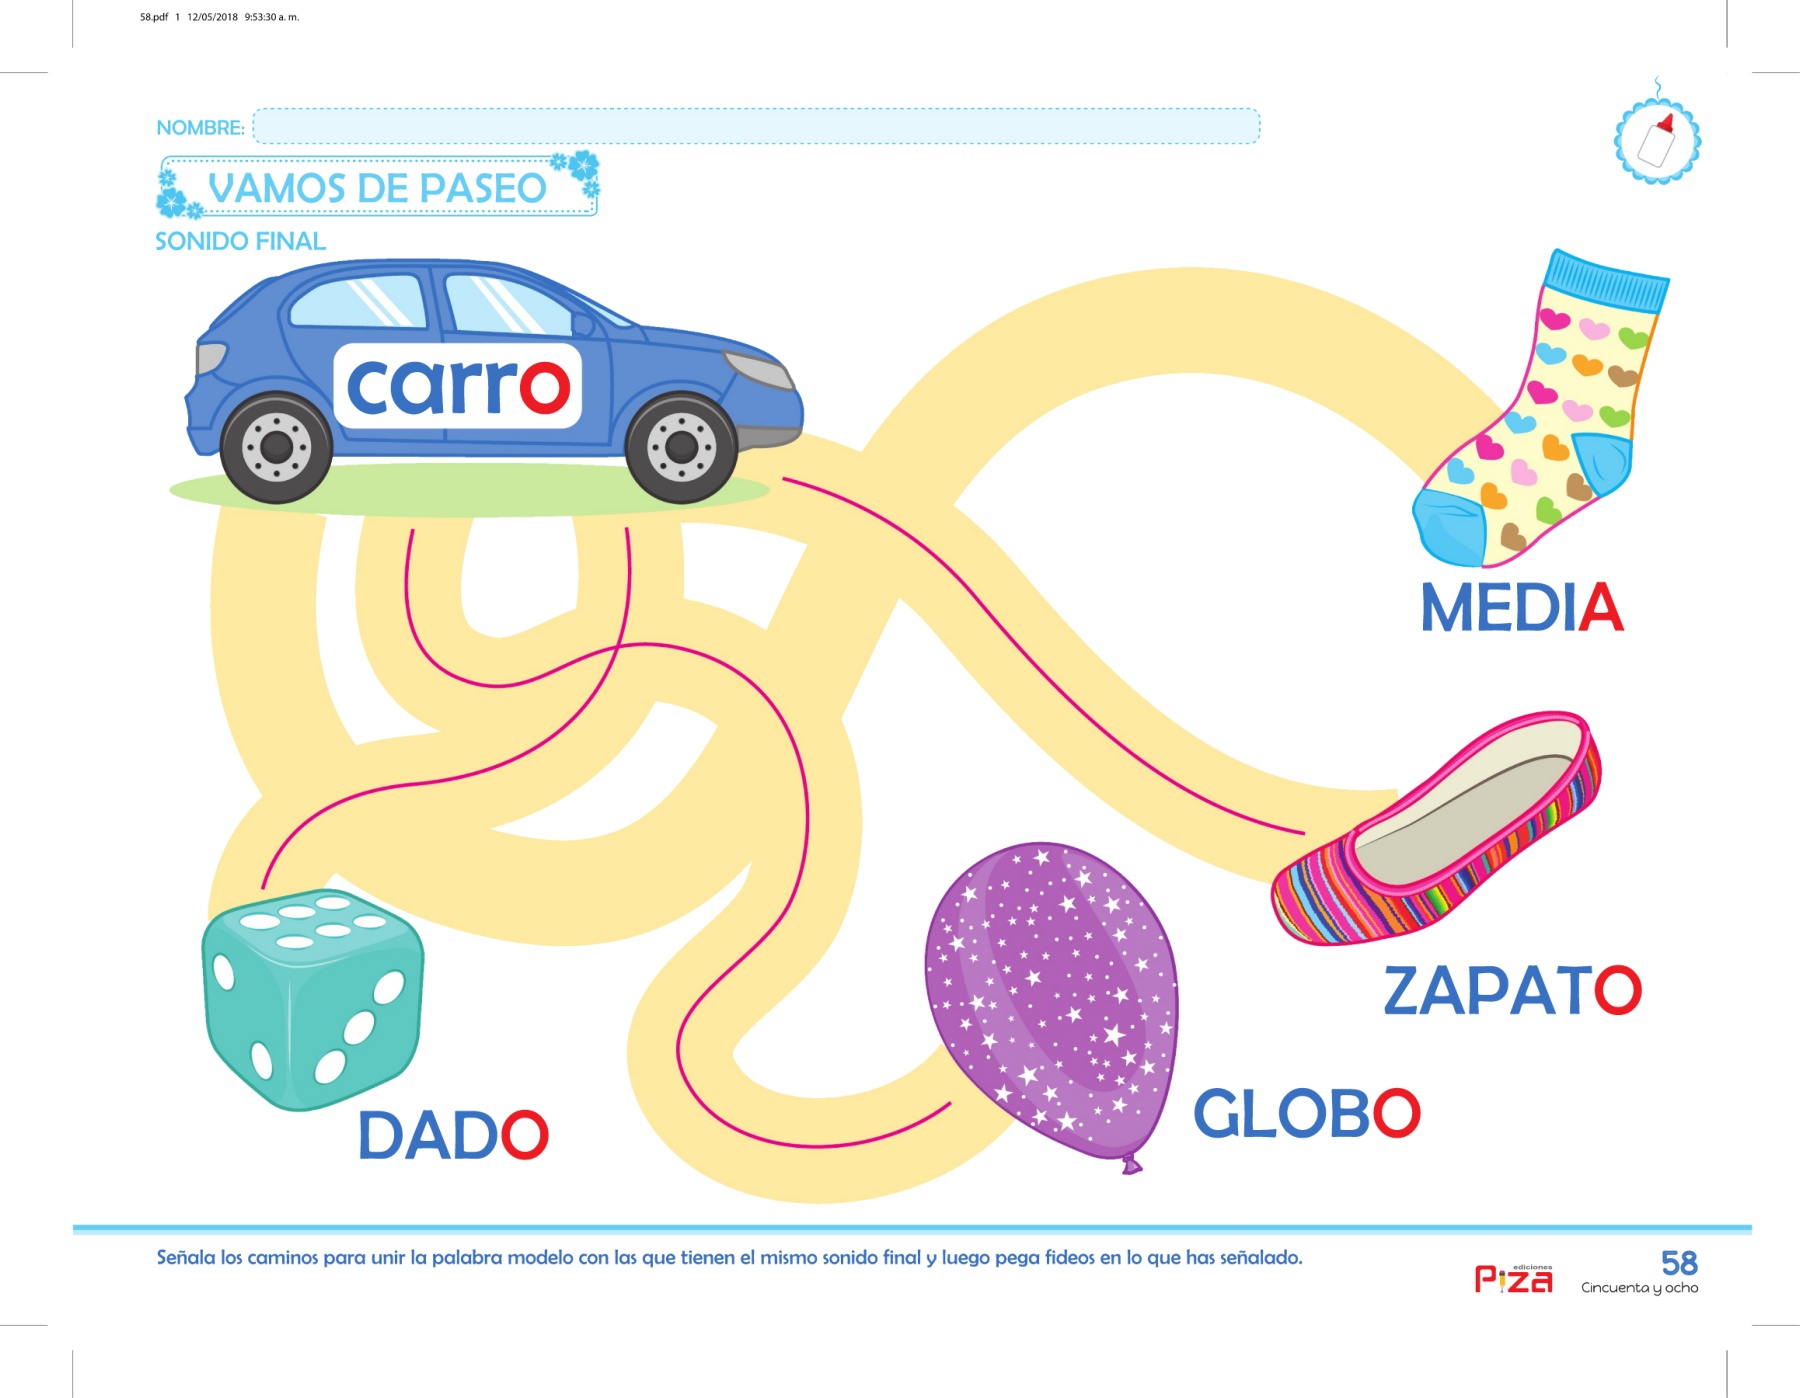 58.pdf 1 12/05/2018 9:53:30 a. m.
NOMBRE:
VAMOS DE PASEO
SONIDO FINAL
carro
MEDIA
ZAPATO
GLOBO
DADO
Señala los caminos para unir la palabra modelo con las que tienen el mismo sonido final y luego pega fideos en lo que has señalado.
ediciones
Piza
58
Cincuenta y ocho